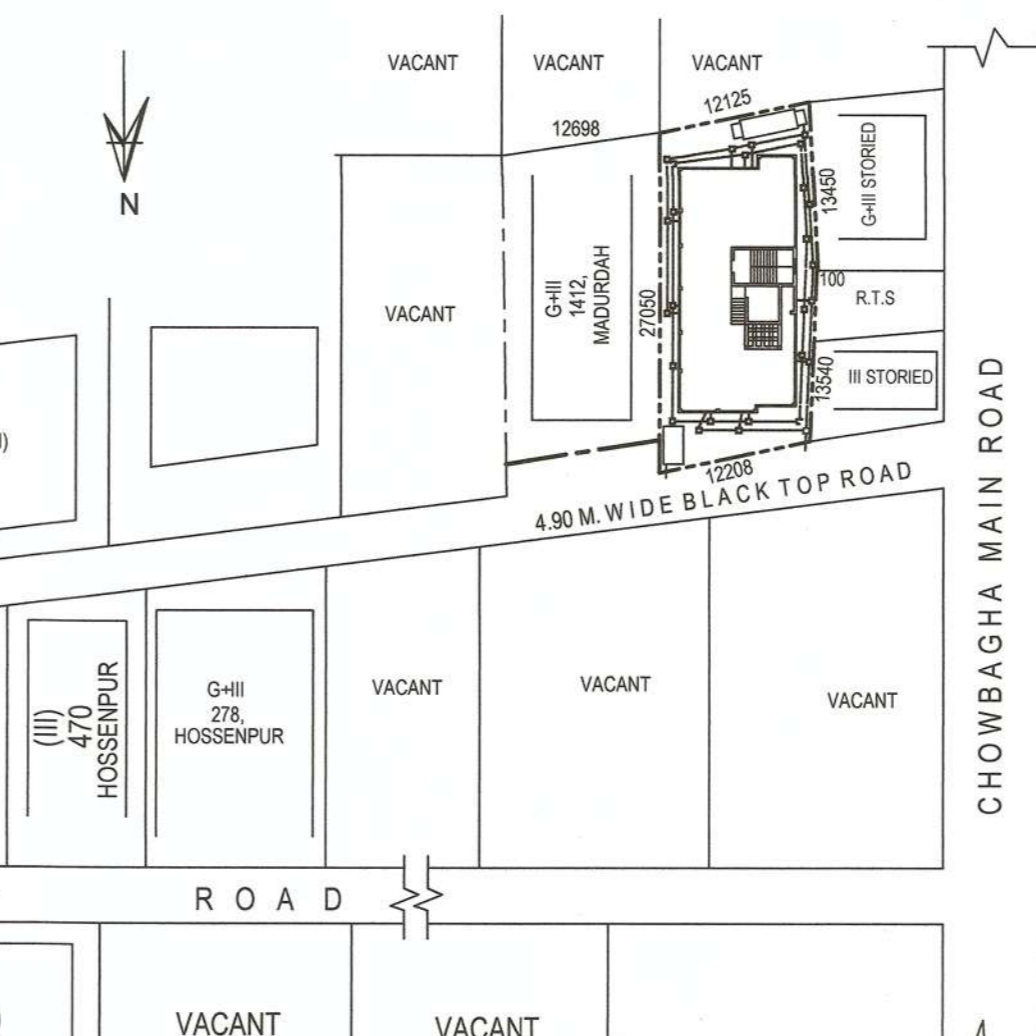 VACANT
VACANT
VACANT
12125
12698
N
G+III STORIED
13450
G+III
1412,
MADURDAH
27050
100
R.T.S
VACANT
13540
III STORIED
12208
4.90 M. WIDE BLACK TOP ROAD
CHOWBAGHA MAIN ROAD
(III)
470
HOSSENPUR
G+III
278,
HOSSENPUR
VACANT
VACANT
VACANT
ROAD
VACANT
VACANT